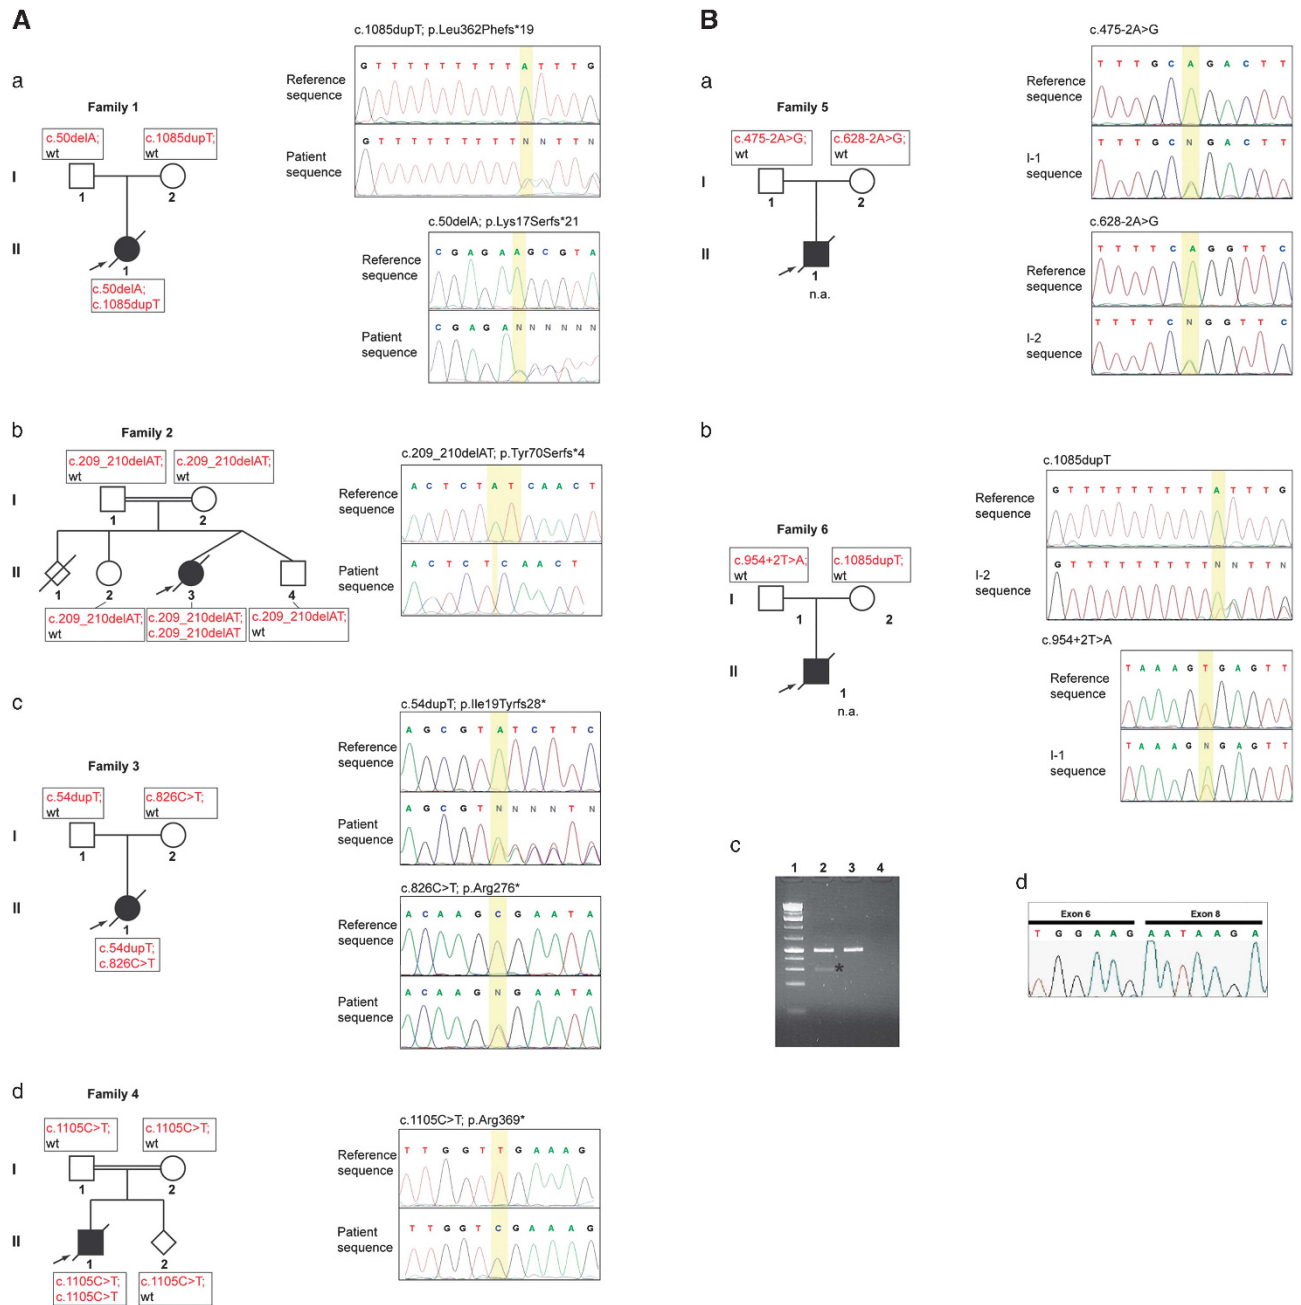 A
a
Family 1
c.50delA;
wt
c.1085dupT;
wt
I
1
2
II
1
c.50delA;
c.1085dupT
c.1085dupT; p.Leu362Phefs*19
Reference
sequence
G T T T T T T T T T A T T T G
Patient
sequence
G T T T T T T T T T N N T T N
c.50delA; p.Lys17Serfs*21
Reference
sequence
C G A G A A G C G T A
Patient
sequence
C G A G A N N N N N N
b
Family 2
c.209_210delAT;
wt
c.209_210delAT;
wt
I
1
2
II
1
2
3
4
c.209_210delAT;
wt
c.209_210delAT;
c.209_210delAT
c.209_210delAT;
wt
c.209_210delAT; p.Tyr70Serfs*4
Reference
sequence
A C T C T A T C A A C T
Patient
sequence
A C T C T C A A C T
c
Family 3
c.54dupT;
wt
c.826C>T;
wt
I
1
2
II
1
c.54dupT;
c.826C>T
c.54dupT; p.Ile19Tyrfs28*
Reference
sequence
A G C G T A T C T T C
Patient
sequence
A G C G T N N N N T N
c.826C>T; p.Arg276*
Reference
sequence
A C A A G C G A A T A
Patient
sequence
A C A A G N G A A T A
d
Family 4
c.1105C>T;
wt
c.1105C>T;
wt
I
1
2
II
1
2
c.1105C>T;
c.1105C>T
c.1105C>T;
wt
c.1105C>T; p.Arg369*
Reference
sequence
T T G G T T G A A A G
Patient
sequence
T T G G T C G A A A G
B
a
Family 5
c.475-2A>G;
wt
c.628-2A>G;
wt
I
1
2
II
1
n.a.
c.475-2A>G
Reference
sequence
T T T G C A G A C T T
I-1
sequence
T T T G C N G A C T T
c.628-2A>G
Reference
sequence
T T T T C A G G T T C
I-2
sequence
T T T T C N G G T T C
b
Family 6
c.954+2T>A;
wt
c.1085dupT;
wt
I
1
2
II
1
n.a.
c.1085dupT
Reference
sequence
G T T T T T T T T T A T T T G
I-2
sequence
G T T T T T T T T T N N T T N
c.954+2T>A
Reference
sequence
T A A A G T G A G T T
I-1
sequence
T A A A G N G A G T T
c
1 2 3 4
*
d
Exon 6 Exon 8
T G G A A G A A T A A G A